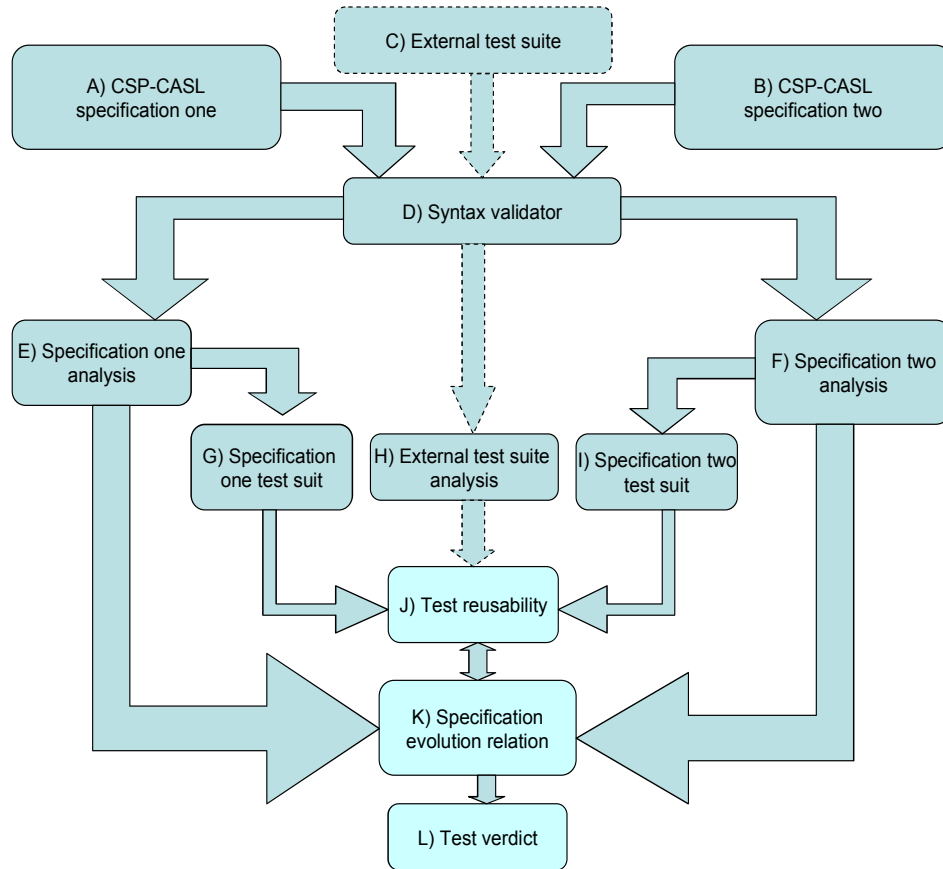 C) External test suite
A) CSP-CASL
specification one
B) CSP-CASL
specification two
D) Syntax validator
E) Specification one
analysis
F) Specification two
analysis
G) Specification
one test suit
H) External test suite
analysis
I) Specification two
test suit
J) Test reusability
K) Specification
evolution relation
L) Test verdict